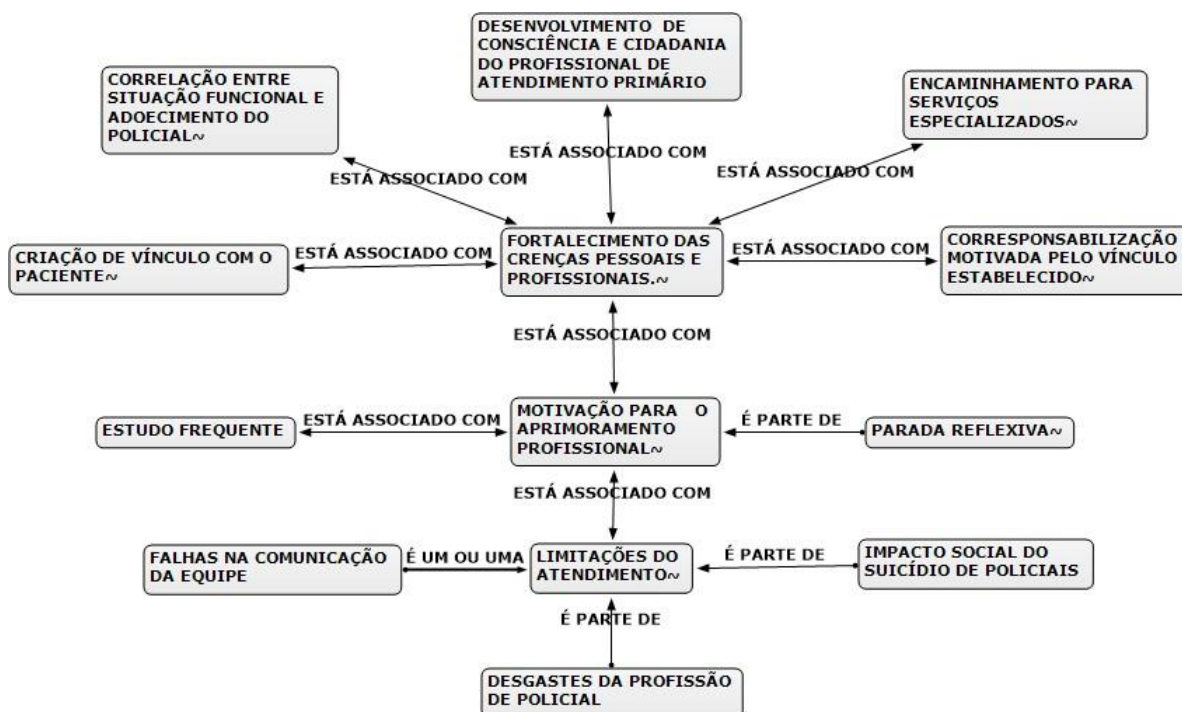 DESENVOLVIMENTO DE
CONSCIÊNCIA E CIDADANIA
DO PROFISSIONAL DE
ATENDIMENTO PRIMÁRIO
CORRELAÇÃO ENTRE
SITUAÇÃO FUNCIONAL E
ADOECIMENTO DO
POLICIAL~
ENCAMINHAMENTO PARA
SERVIÇOS
ESPECIALIZADOS~
ESTÁ ASSOCIADO COM
ESTÁ ASSOCIADO COM
ESTÁ ASSOCIADO COM
CRIAÇÃO DE VÍNCULO COM O
PACIENTE~
ESTÁ ASSOCIADO COM
FORTALECIMENTO DAS
CRENÇAS PESSOAIS E
PROFISSIONAIS.~
ESTÁ ASSOCIADO COM
CORRESPONSABILIZAÇÃO
MOTIVADA PELO VÍNCULO
ESTABELECIDO~
ESTÁ ASSOCIADO COM
ESTUDO FREQUENTE
ESTÁ ASSOCIADO COM
MOTIVAÇÃO PARA O
APRIMORAMENTO
PROFISSIONAL~
É PARTE DE
PARADA REFLEXIVA~
ESTÁ ASSOCIADO COM
FALHAS NA COMUNICAÇÃO
DA EQUIPE
É UM OU UMA
LIMITAÇÕES DO
ATENDIMENTO~
É PARTE DE
IMPACTO SOCIAL DO
SUICÍDIO DE POLICIAIS
É PARTE DE
DESGASTES DA PROFISSÃO
DE POLICIAL